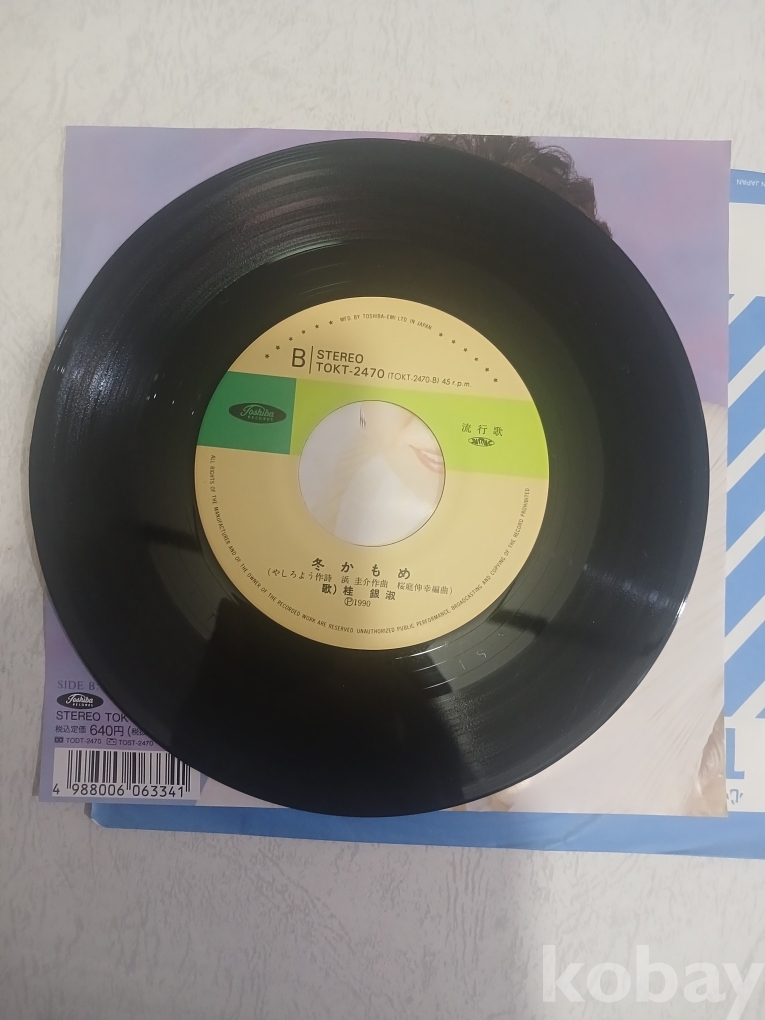 MFD. BY TOSHIBA-EMI LTD. IN JAPAN
B STEREO
TOKT-2470 (TOKT-2470-B) 45 r.p.m.
Toshiba
RECORDS
流行歌
冬かもめ
(やしろよう作詩 浜 圭介作曲 桜庭伸幸編曲)
歌)桂 銀淑
Ⓟ1990
ALL RIGHTS OF THE MANUFACTURER AND OF THE OWNER OF THE RECORDED WORK ARE RESERVED. UNAUTHORIZED PUBLIC PERFORMANCE, BROADCASTING AND COPYING OF THE RECORD PROHIBITED
SIDE B
Toshiba
RECORDS
STEREO TOK
税込定価 640円
TODT-2470 TOST-2470
4 988006 063341
N JAPAN
kobay